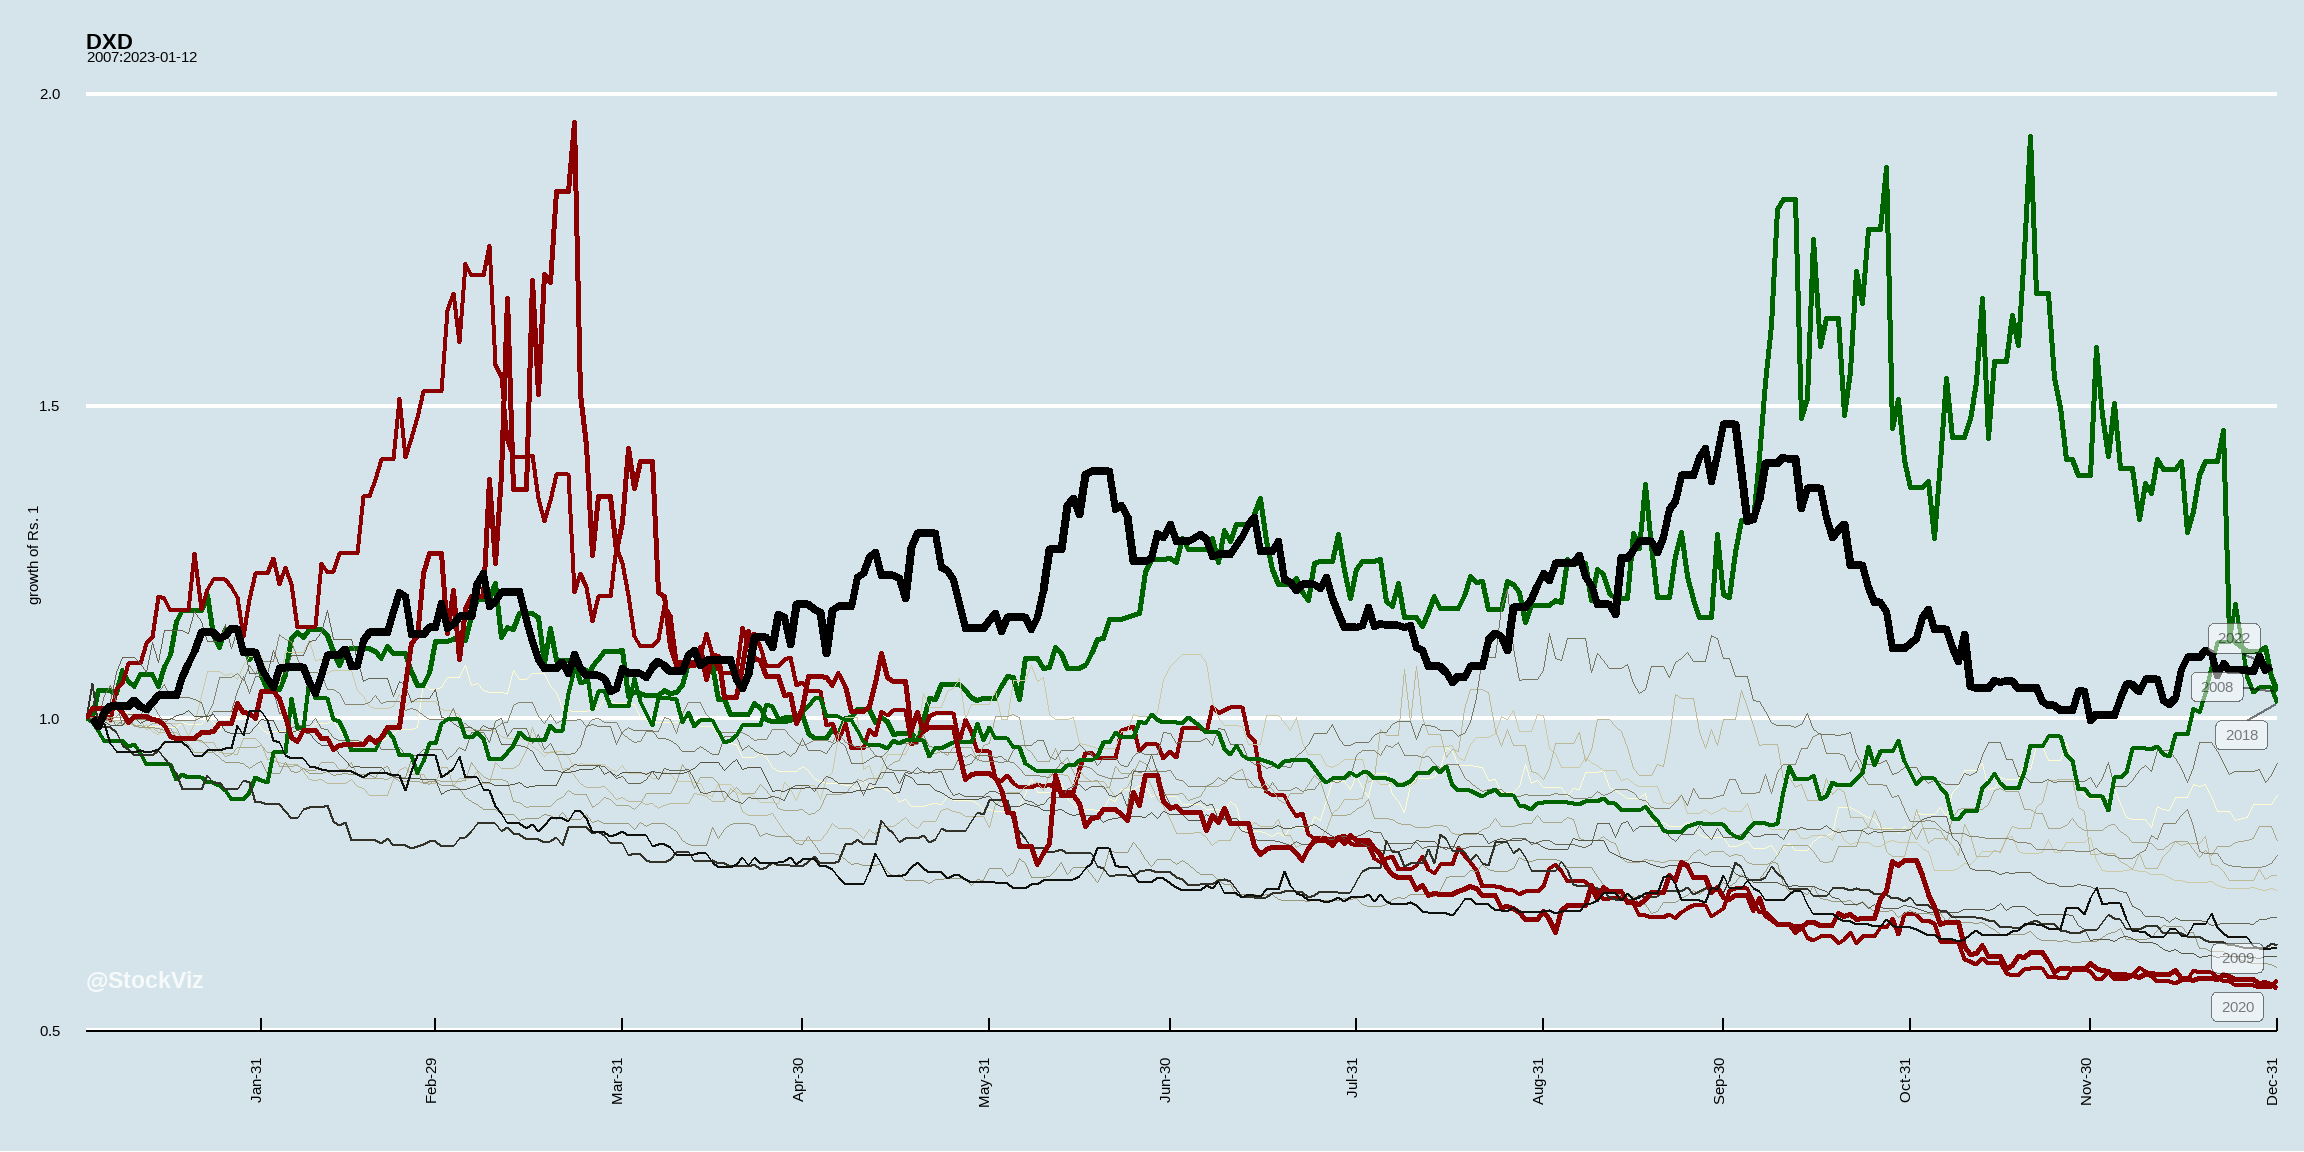 DXD
2007:2023-01-12
2.0
1.5
1.0
0.5
growth of Rs. 1
2022
2008
2018
2009
2020
@StockViz
Jan-31
Feb-29
Mar-31
Apr-30
May-31
Jun-30
Jul-31
Aug-31
Sep-30
Oct-31
Nov-30
Dec-31